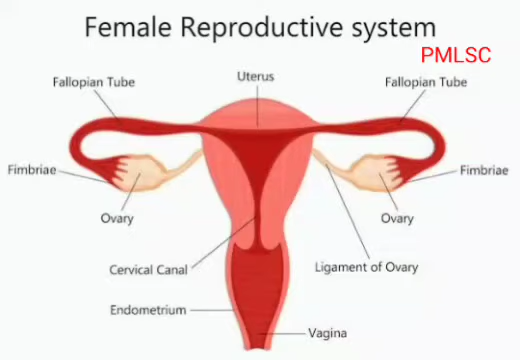 Female Reproductive system
PMLSC
Fallopian Tube
Uterus
Fallopian Tube
Fimbriae
Fimbriae
Ovary
Ovary
Cervical Canal
Ligament of Ovary
Endometrium
Vagina